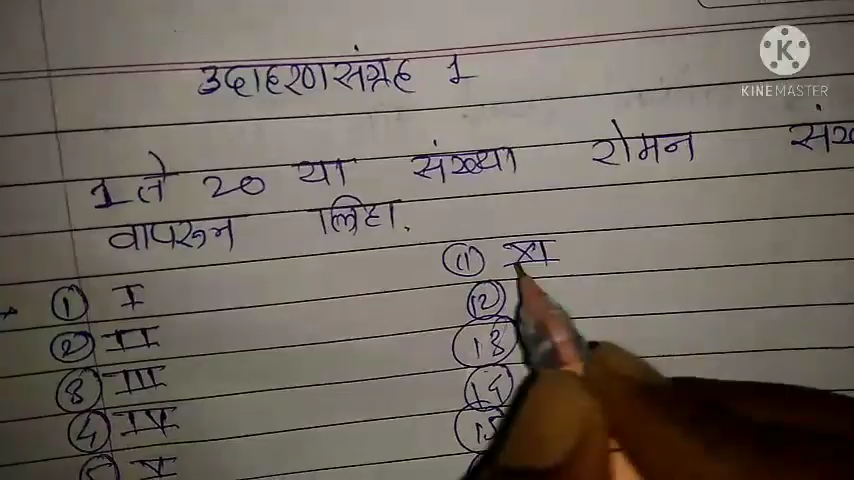 उदाहरणसंग्रह 1
1 ते 20 या संख्या रोमन
वापरून लिहा.
① I
② II
③ III
④ IV
⑤ V
⑪ XI
⑫
⑬
⑭
⑮
KINEMASTER